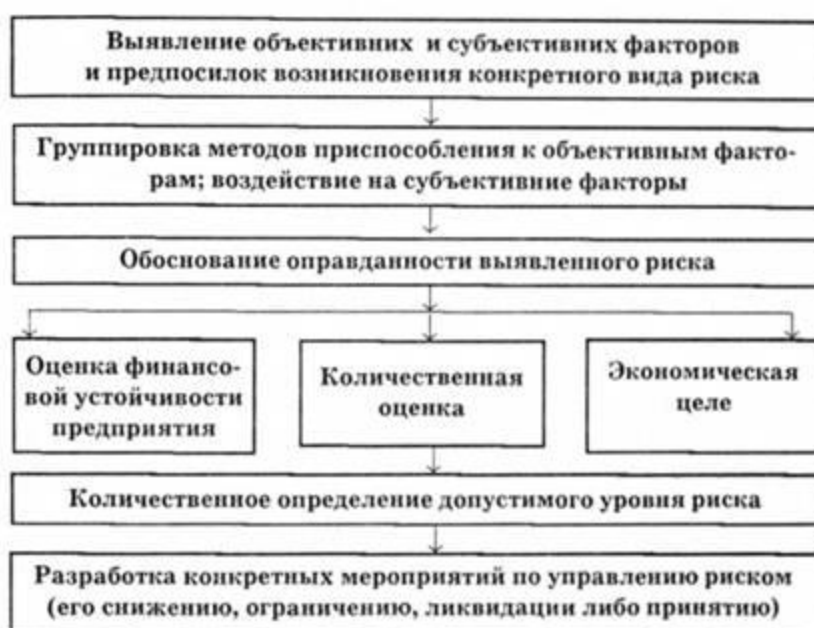 Выявление объективних и субъективних факторов
и предпосилок возникновения конкретного вида риска
Группировка методов приспособления к объективным факто-
рам; воздействие на субъективние факторы
Обоснование оправданности выявленного риска
Оценка финансо-
вой устойчивости
предприятия
Количественная
оценка
Экономическая
целе
Количественное определение допустимого уровня риска
Разработка конкретных мероприятий по управлению риском
(его снижению, ограничению, ликвидации либо принятию)